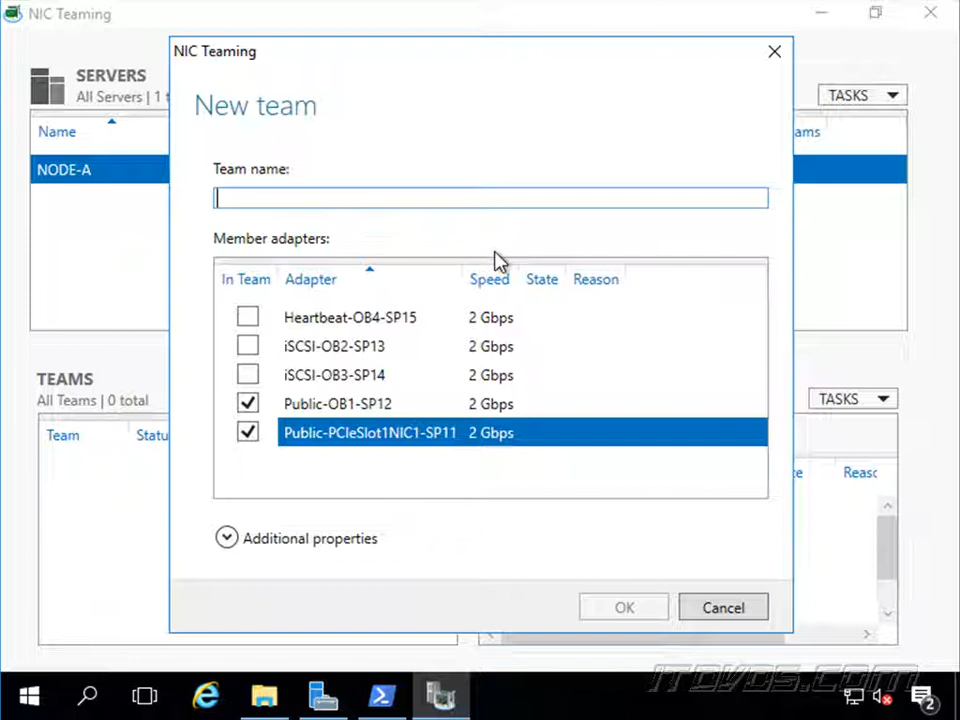 NIC Teaming
NIC Teaming
New team
SERVERS
All Servers | 1 t
TASKS
Name
ams
NODE-A
Team name:
Member adapters:
In Team Adapter Speed State Reason
Heartbeat-OB4-SP15 2 Gbps
iSCSI-OB2-SP13 2 Gbps
iSCSI-OB3-SP14 2 Gbps
Public-OB1-SP12 2 Gbps
Public-PCIeSlot1NIC1-SP11 2 Gbps
TEAMS
All Teams | 0 total
TASKS
Team Statu
te Reasc
Additional properties
OK Cancel
ITDVDS.com
2